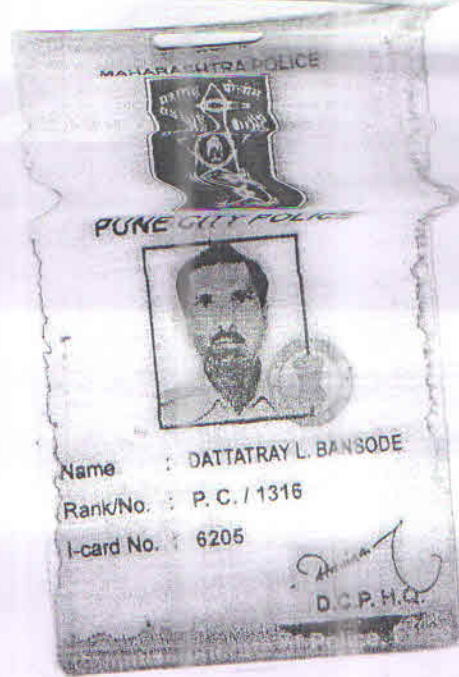 MAHARASHTRA POLICE
PUNE CITY POLICE
Name : DATTATRAY L. BANSODE
Rank/No. : P. C. / 1316
I-card No. : 6205
D.C.P. H.Q.